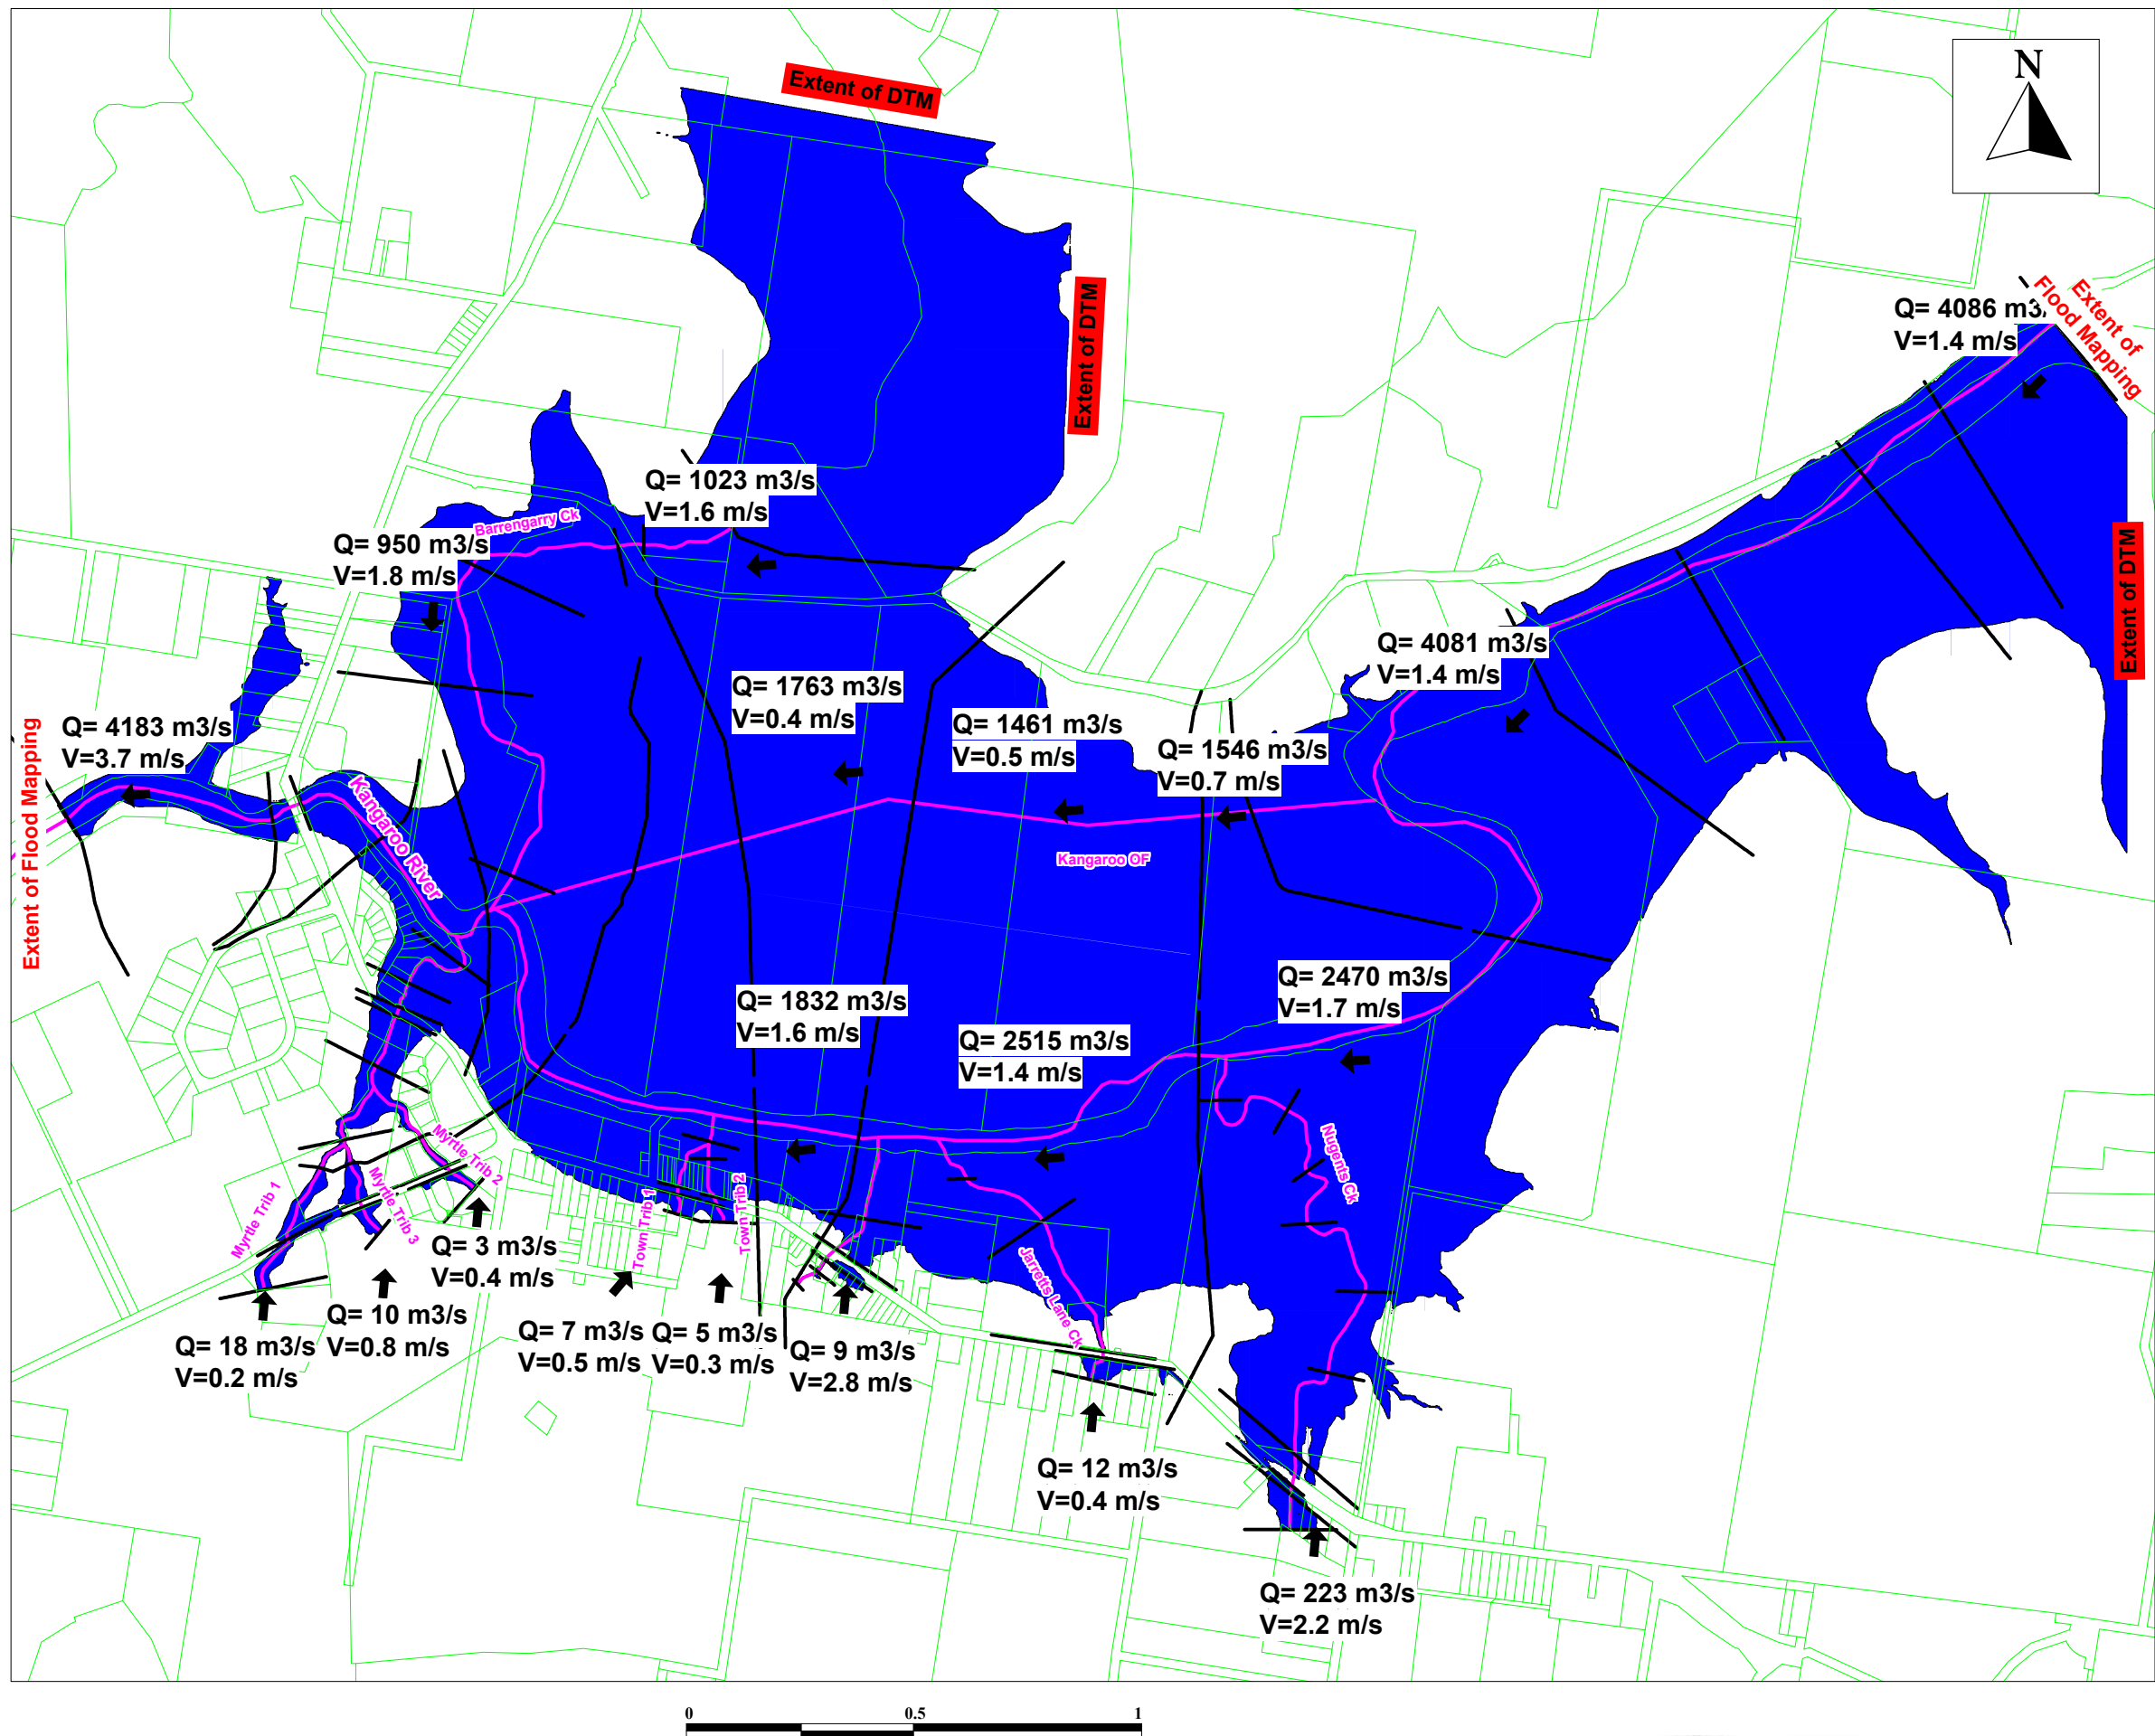 Extent of DTM
N
Extent of DTM
Extent of
Flood Mapping
Q= 4086 m3/
V=1.4 m/s
Q= 1023 m3/s
V=1.6 m/s
Barrengarry Ck
Q= 950 m3/s
V=1.8 m/s
Extent of DTM
Q= 4081 m3/s
V=1.4 m/s
Q= 1763 m3/s
V=0.4 m/s
Q= 1461 m3/s
V=0.5 m/s
Q= 4183 m3/s
V=3.7 m/s
Q= 1546 m3/s
V=0.7 m/s
Extent of Flood Mapping
Kangaroo River
Kangaroo OF
Q= 2470 m3/s
V=1.7 m/s
Q= 1832 m3/s
V=1.6 m/s
Q= 2515 m3/s
V=1.4 m/s
Nugents Ck
Myrtle Trib 2
Myrtle Trib 1
Myrtle Trib 3
Town Trib 1
Town Trib 2
Jarretts Lane Ck
Q= 3 m3/s
V=0.4 m/s
Q= 10 m3/s
V=0.8 m/s
Q= 18 m3/s
V=0.2 m/s
Q= 7 m3/s
V=0.5 m/s
Q= 5 m3/s
V=0.3 m/s
Q= 9 m3/s
V=2.8 m/s
Q= 12 m3/s
V=0.4 m/s
Q= 223 m3/s
V=2.2 m/s
0 0.5 1